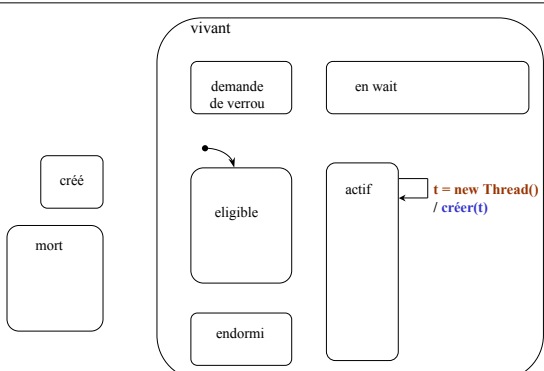 vivant
demande
de verrou
en wait
créé
mort
eligible
actif
t = new Thread()
/ créer(t)
endormi